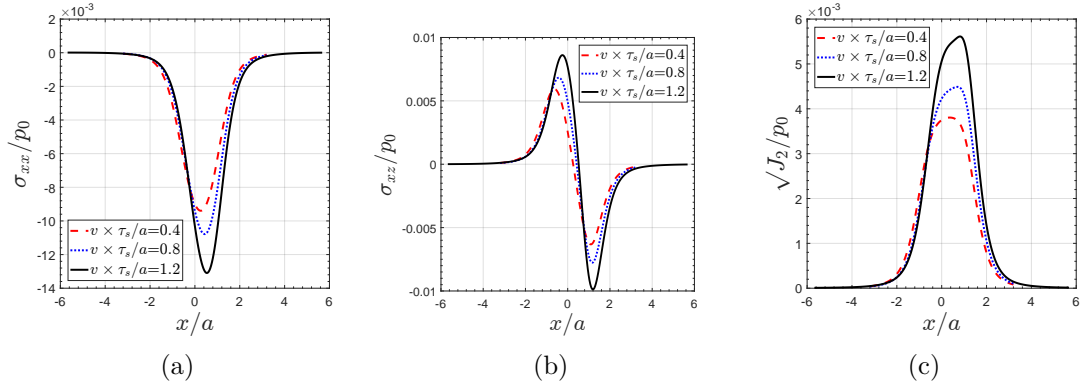 ×10⁻³
2
0
-2
-4
-6
-8
-10
-12
-14
σxx/p0
v × τs/a=0.4
v × τs/a=0.8
v × τs/a=1.2
-6 -4 -2 0 2 4 6
x/a
(a)
0.01
0.005
0
-0.005
-0.01
σxz/p0
v × τs/a=0.4
v × τs/a=0.8
v × τs/a=1.2
-6 -4 -2 0 2 4 6
x/a
(b)
×10⁻³
6
5
4
3
2
1
0
√J2/p0
v × τs/a=0.4
v × τs/a=0.8
v × τs/a=1.2
-6 -4 -2 0 2 4 6
x/a
(c)